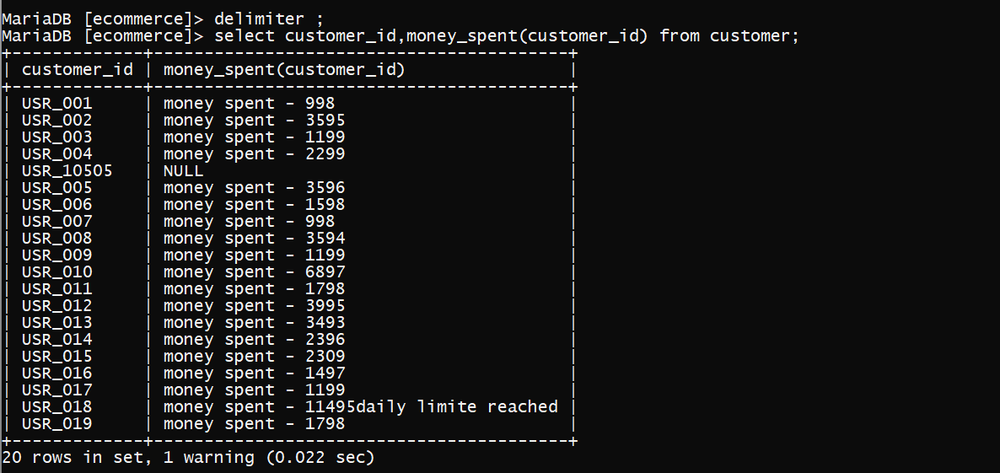 MariaDB [ecommerce]> delimiter ;
MariaDB [ecommerce]> select customer_id,money_spent(customer_id) from customer;
+-------------+-----------------------------------------+
| customer_id | money_spent(customer_id)                |
+-------------+-----------------------------------------+
| USR_001     | money spent - 998                       |
| USR_002     | money spent - 3595                      |
| USR_003     | money spent - 1199                      |
| USR_004     | money spent - 2299                      |
| USR_10505   | NULL                                    |
| USR_005     | money spent - 3596                      |
| USR_006     | money spent - 1598                      |
| USR_007     | money spent - 998                       |
| USR_008     | money spent - 3594                      |
| USR_009     | money spent - 1199                      |
| USR_010     | money spent - 6897                      |
| USR_011     | money spent - 1798                      |
| USR_012     | money spent - 3995                      |
| USR_013     | money spent - 3493                      |
| USR_014     | money spent - 2396                      |
| USR_015     | money spent - 2309                      |
| USR_016     | money spent - 1497                      |
| USR_017     | money spent - 1199                      |
| USR_018     | money spent - 11495daily limite reached |
| USR_019     | money spent - 1798                      |
+-------------+-----------------------------------------+
20 rows in set, 1 warning (0.022 sec)